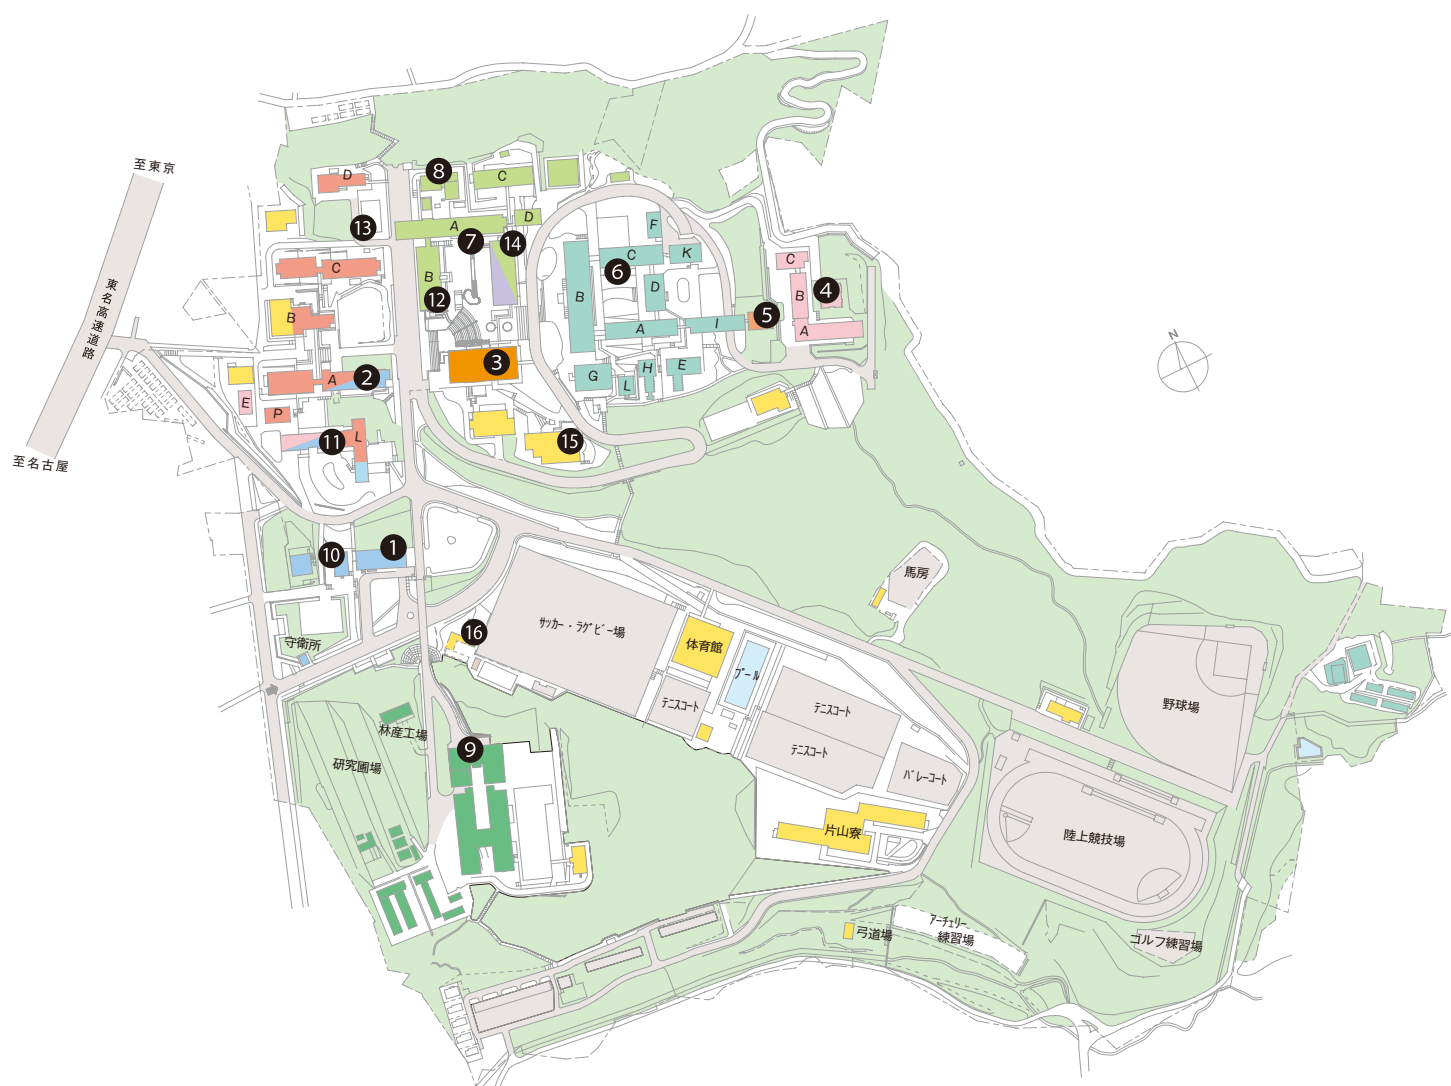 至東京
東名高速道路
至名古屋
N
D
8
C
13
A
D
7
14
F
C
K
6
C
B
12
B
D
B
4
5
A
C
B
A
I
3
A
2
G
L
H
E
E
P
11
L
15
10
1
守衛所
16
サッカー・ラグビー場
体育館
プール
馬房
テニスコート
テニスコート
テニスコート
バレーコート
野球場
林産工場
9
研究圃場
片山寮
陸上競技場
アーチェリー
練習場
弓道場
ゴルフ練習場